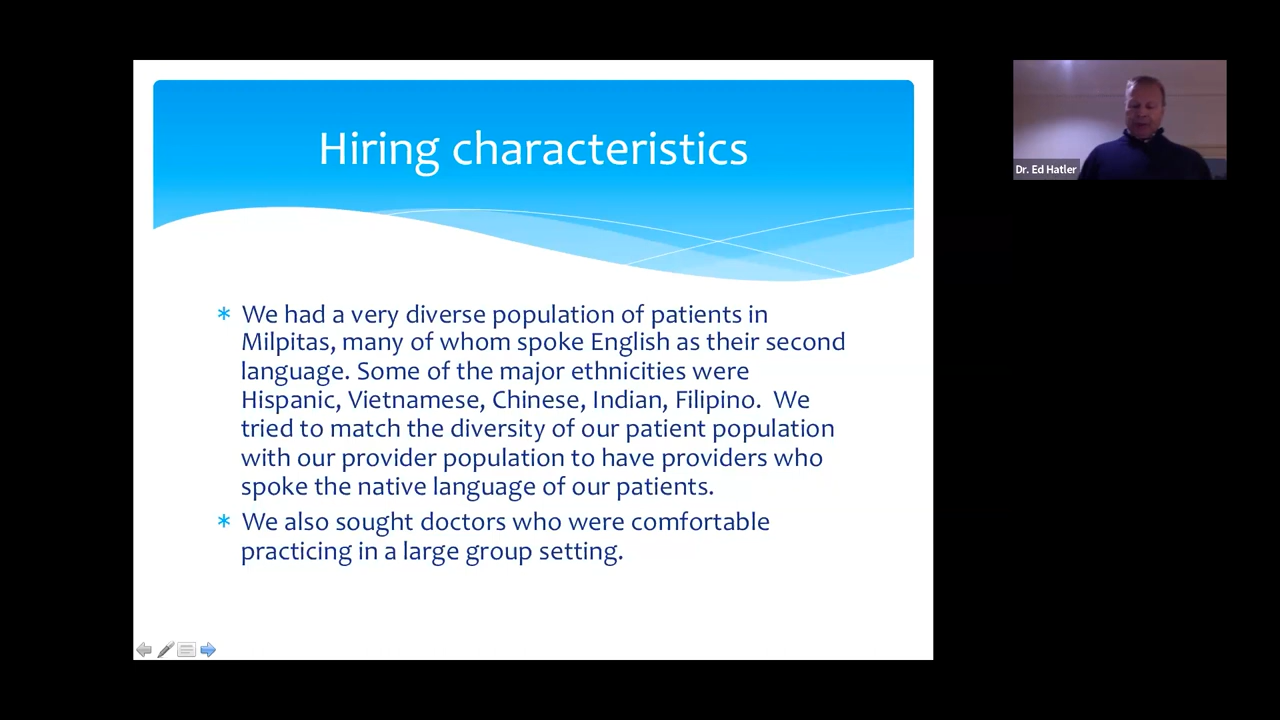 Hiring characteristics
* We had a very diverse population of patients in
Milpitas, many of whom spoke English as their second
language. Some of the major ethnicities were
Hispanic, Vietnamese, Chinese, Indian, Filipino.  We
tried to match the diversity of our patient population
with our provider population to have providers who
spoke the native language of our patients.
* We also sought doctors who were comfortable
practicing in a large group setting.
Dr. Ed Hatler